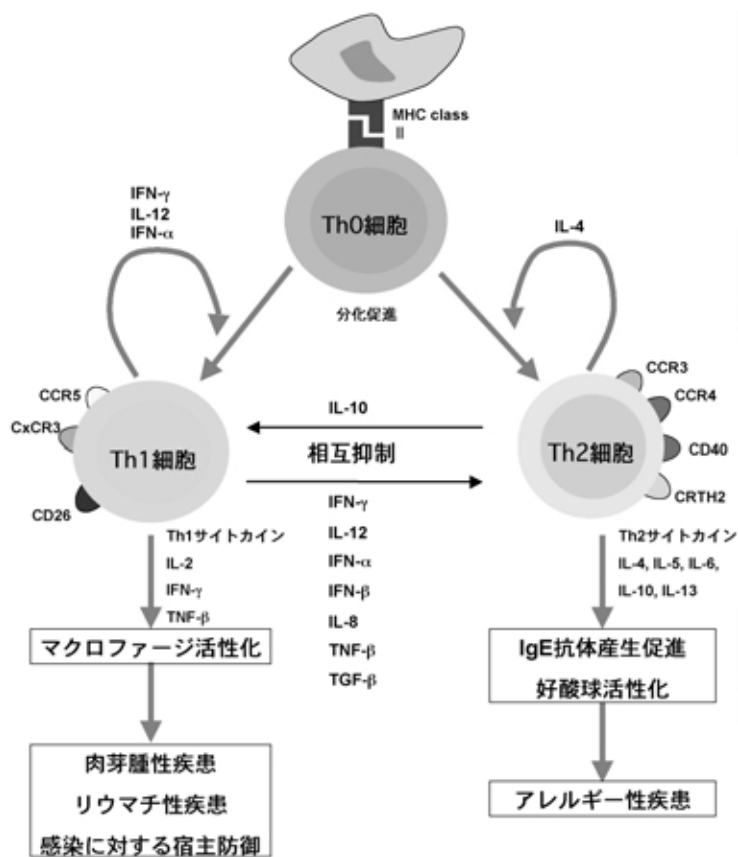 MHC class
II
Th0細胞
IFN-γ
IL-12
IFN-α
IL-4
分化促進
CCR5
CxCR3
CD26
Th1細胞
IL-10
相互抑制
IFN-γ
IL-12
IFN-α
IFN-β
IL-8
TNF-β
TGF-β
Th2細胞
CCR3
CCR4
CD40
CRTH2
Th1サイトカイン
IL-2
IFN-γ
TNF-β
マクロファージ活性化
肉芽腫性疾患
リウマチ性疾患
感染に対する宿主防御
Th2サイトカイン
IL-4, IL-5, IL-6,
IL-10, IL-13
IgE抗体産生促進
好酸球活性化
アレルギー性疾患